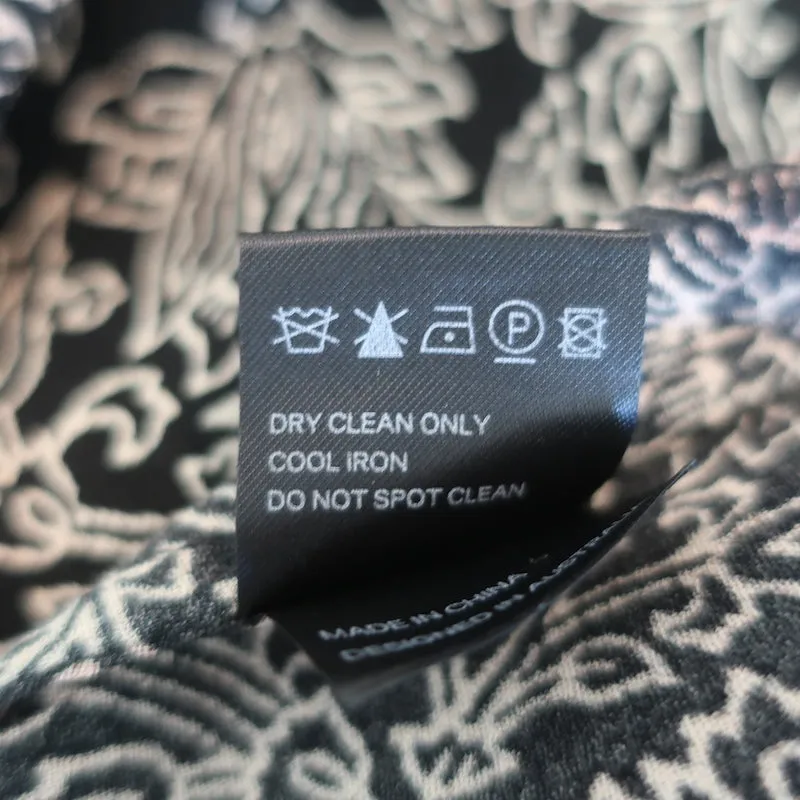 P
DRY CLEAN ONLY
COOL IRON
DO NOT SPOT CLEAN
MADE IN CHINA
DESIGNED IN